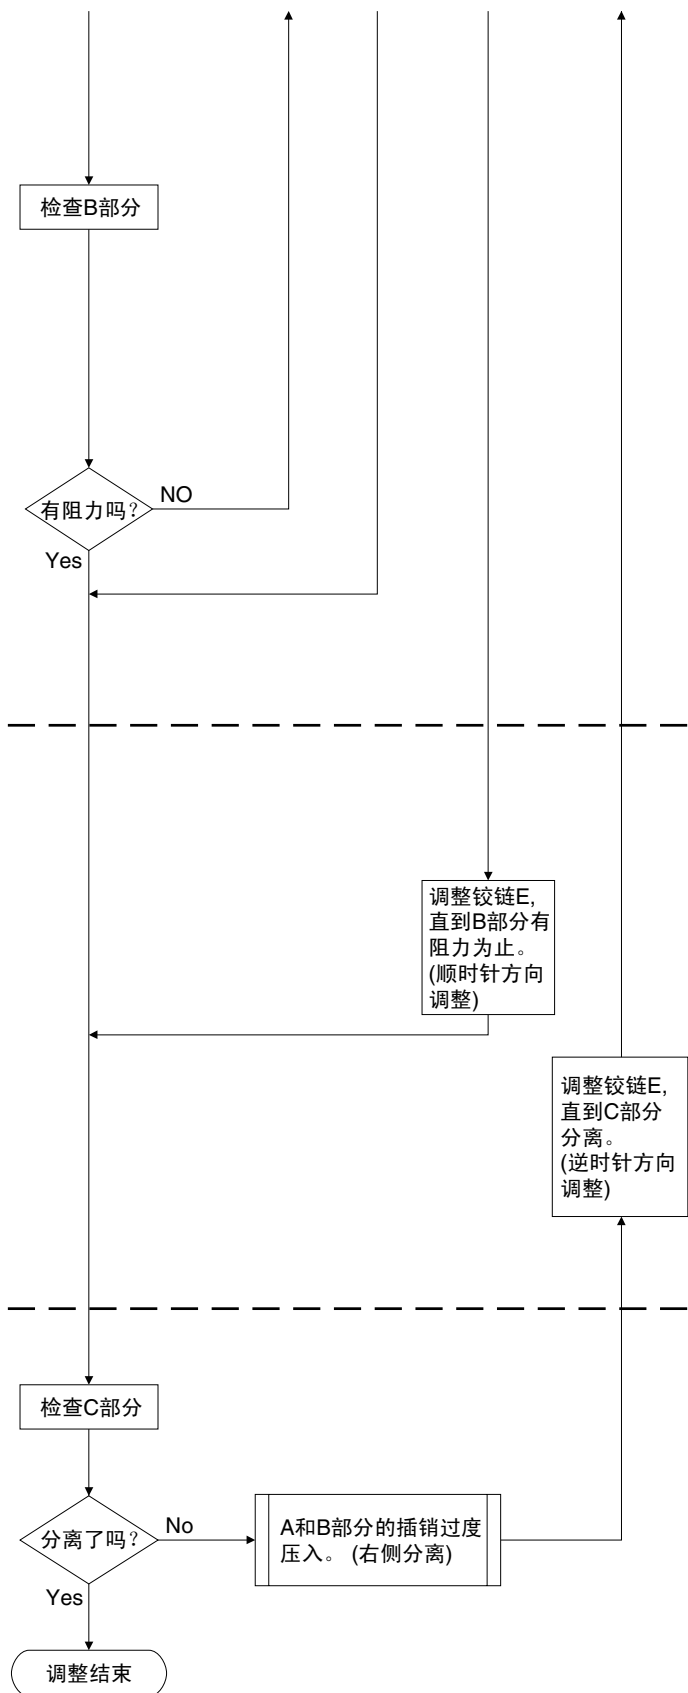 检查B部分
有阻力吗？
NO
Yes
调整铰链E,
直到B部分有
阻力为止。
(顺时针方向
调整)
调整铰链E,
直到C部分
分离。
(逆时针方向
调整)
检查C部分
分离了吗？
No
A和B部分的插销过度
压入。 (右侧分离)
Yes
调整结束